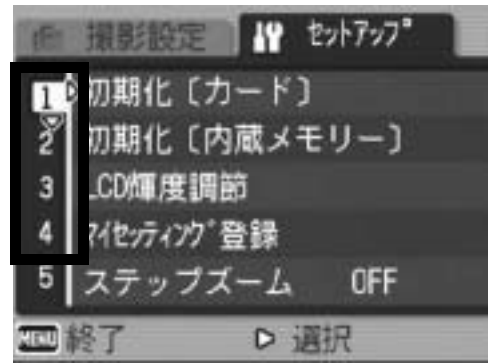 撮影設定 セットアップ
1 初期化〔カード〕
2 初期化〔内蔵メモリー〕
3 LCD輝度調節
4 マイセッティング登録
5 ステップズーム OFF
MENU 終了 選択